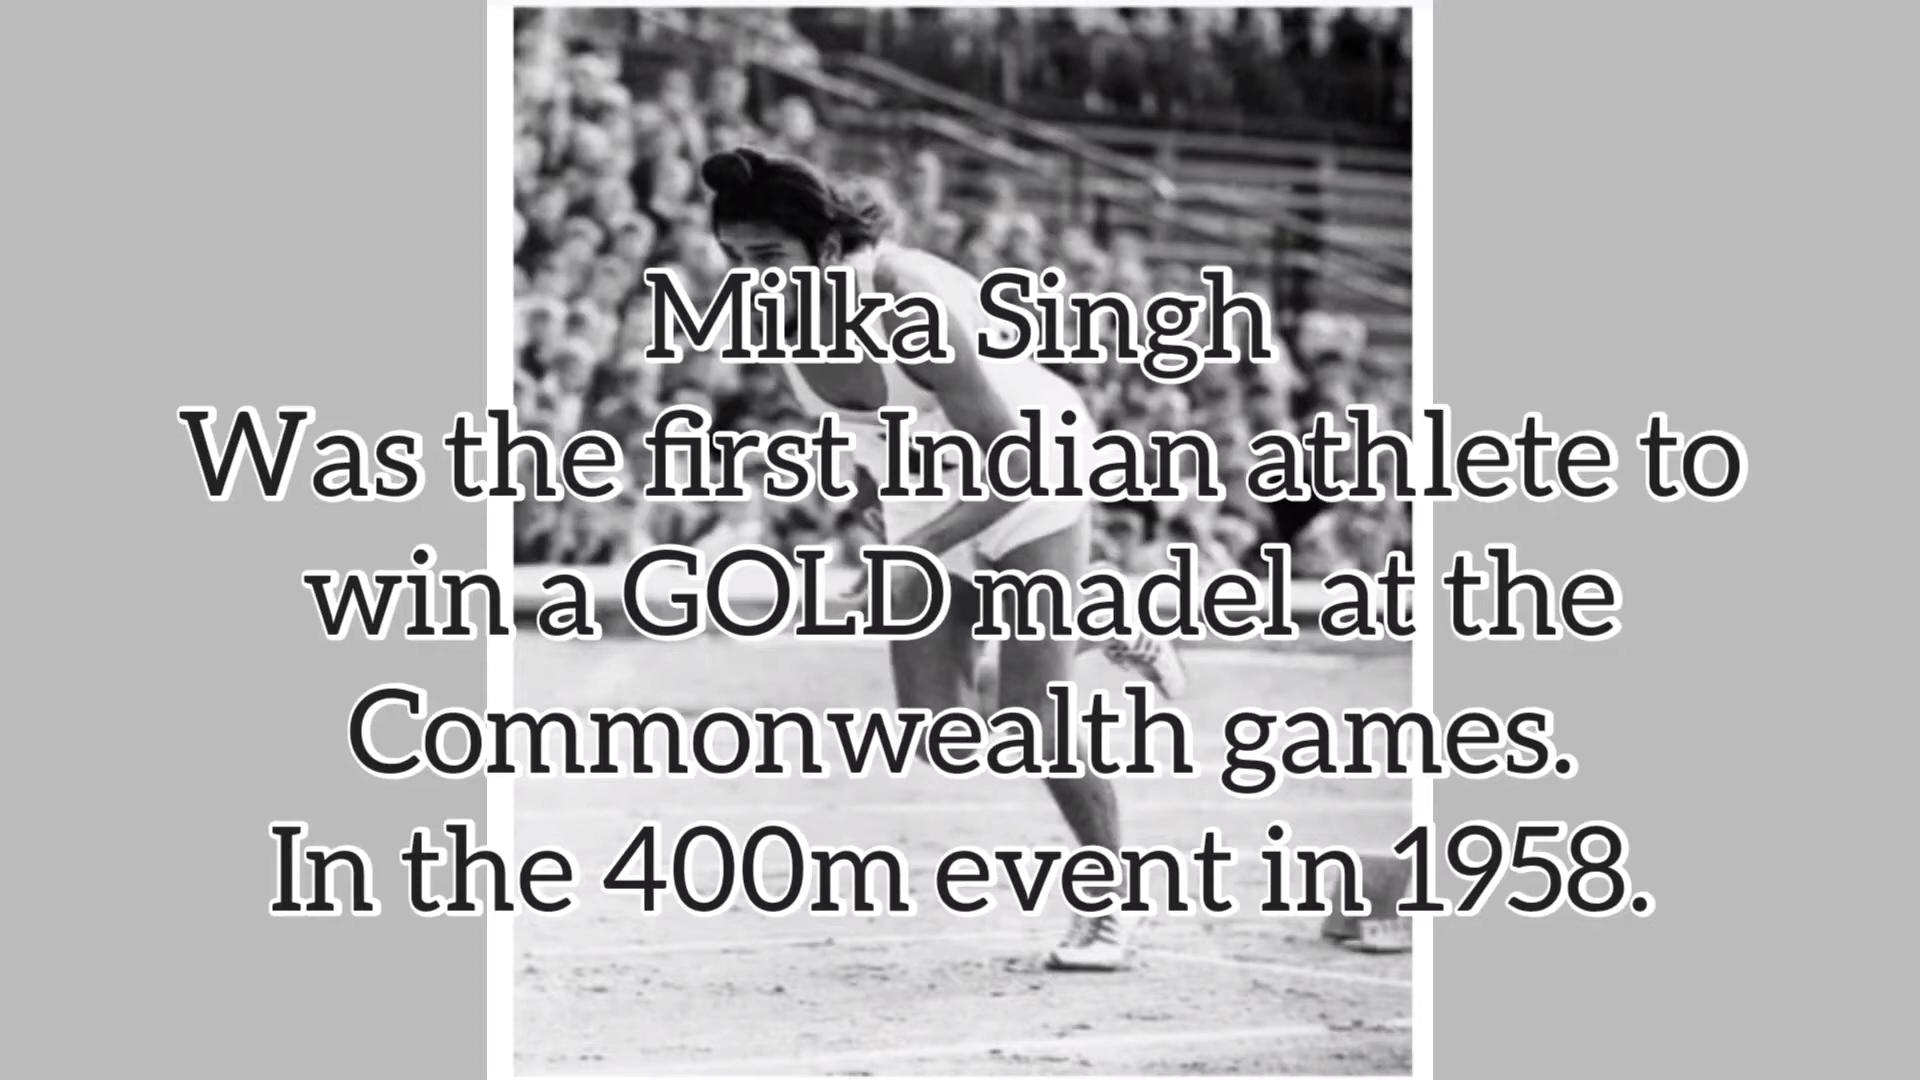 Milka Singh
Was the first Indian athlete to
win a GOLD madel at the
Commonwealth games.
In the 400m event in 1958.